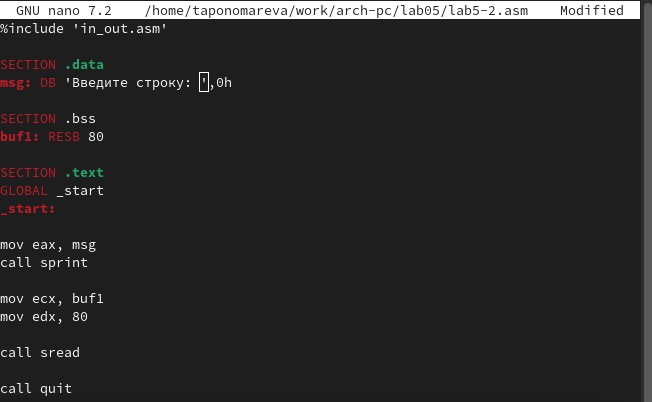 GNU nano 7.2 /home/taponomareva/work/arch-pc/lab05/lab5-2.asm Modified
%include 'in_out.asm'
SECTION .data
msg: DB 'Введите строку: ',0h
SECTION .bss
buf1: RESB 80
SECTION .text
GLOBAL _start
_start:
mov eax, msg
call sprint
mov ecx, buf1
mov edx, 80
call sread
call quit